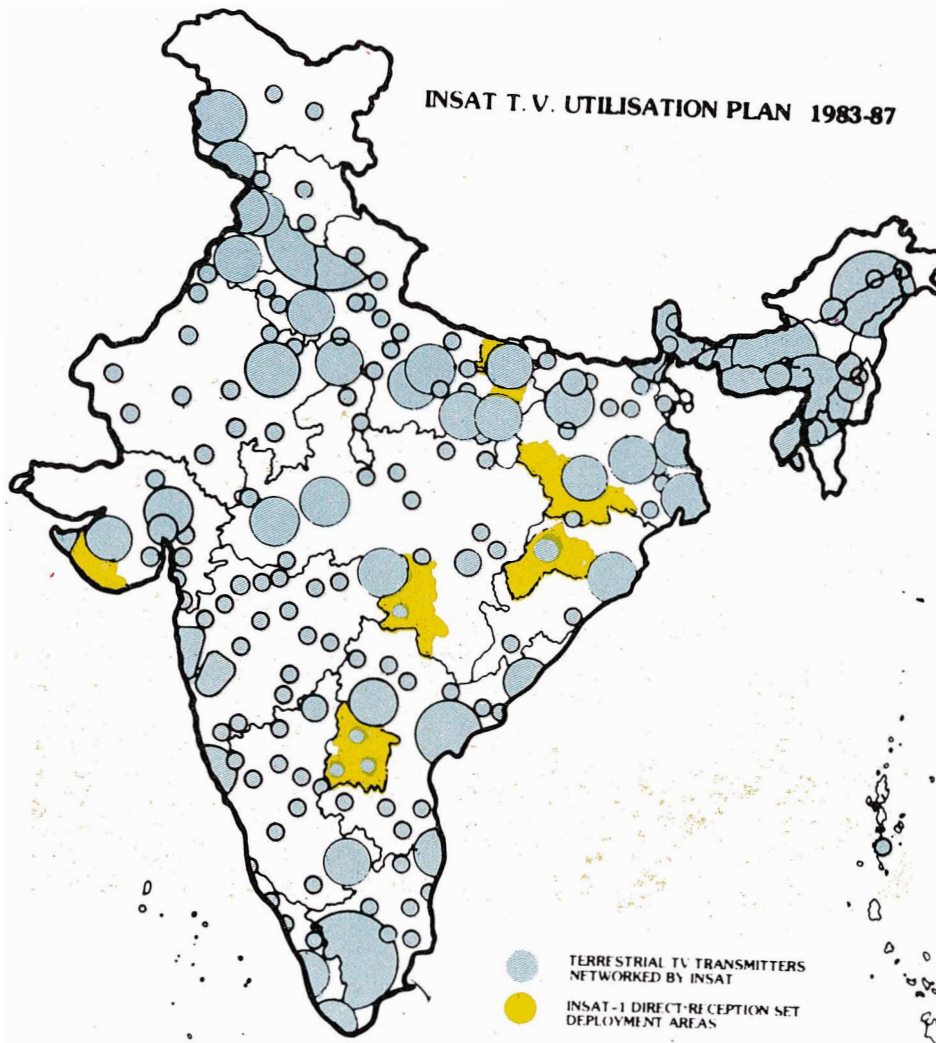 INSAT T. V. UTILISATION PLAN 1983-87
TERRESTRIAL TV TRANSMITTERS
NETWORKED BY INSAT
INSAT-1 DIRECT RECEPTION SET
DEPLOYMENT AREAS